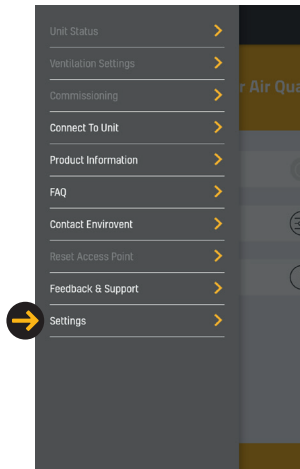 Unit Status
Ventilation Settings
Commissioning
r Air Qua
Connect To Unit
Product Information
FAQ
Contact Envirovent
Reset Access Point
Feedback & Support
Settings